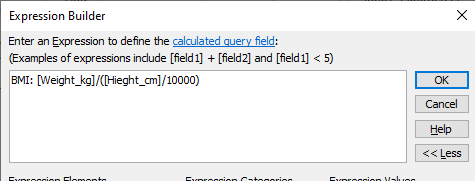 Expression Builder
Enter an Expression to define the calculated query field:
(Examples of expressions include [field1] + [field2] and [field1] < 5)
BMI: [Weight_kg]/([Hieght_cm]/10000)
OK
Cancel
Help
<< Less
Expression Elements Expression Categories Expression Values